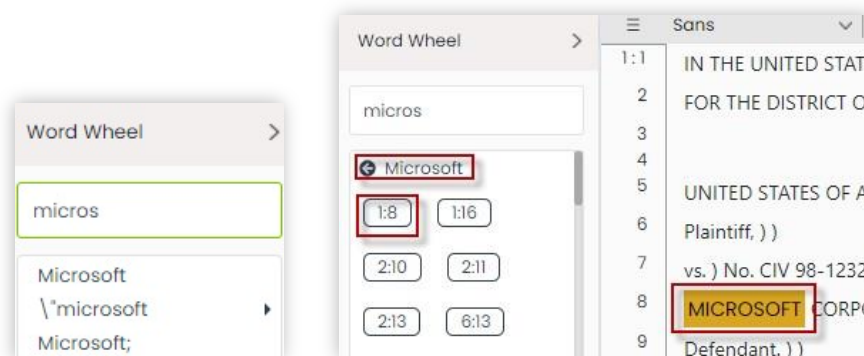 Word Wheel
micros
Microsoft
\"microsoft
Microsoft;
Word Wheel
micros
Microsoft
1:8 1:16
2:10 2:11
2:13 6:13
Sans
1:1 IN THE UNITED STAT
2 FOR THE DISTRICT O
3
4
5 UNITED STATES OF A
6 Plaintiff, ) )
7 vs. ) No. CIV 98-1232
8 MICROSOFT CORPO
9 Defendant. ) )